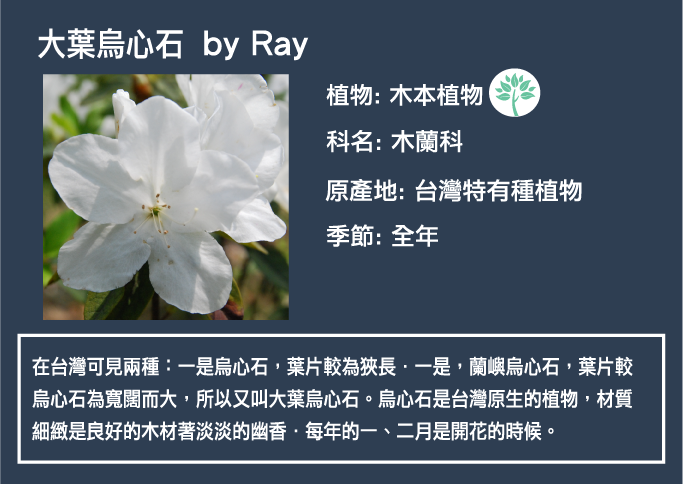 大葉烏心石 by Ray
植物: 木本植物
科名: 木蘭科
原產地: 台灣特有種植物
季節: 全年
在台灣可見兩種：一是烏心石，葉片較為狹長．一是，蘭嶼烏心石，葉片較
烏心石為寬闊而大，所以又叫大葉烏心石。烏心石是台灣原生的植物，材質
細緻是良好的木材著淡淡的幽香．每年的一、二月是開花的時候。